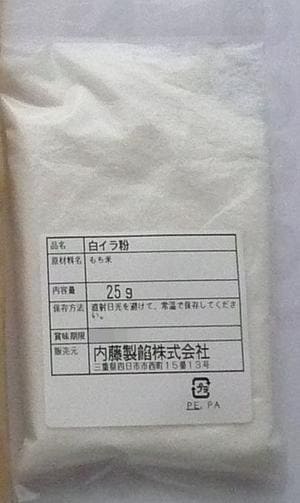 品名 白イラ粉
原材料名 もち米
内容量 25g
保存方法 直射日光を避けて、常温で保存してくださ
い。
賞味期限
販売元 内藤製餡株式会社
三重県四日市市西町15番13号
プラ
PE, PA